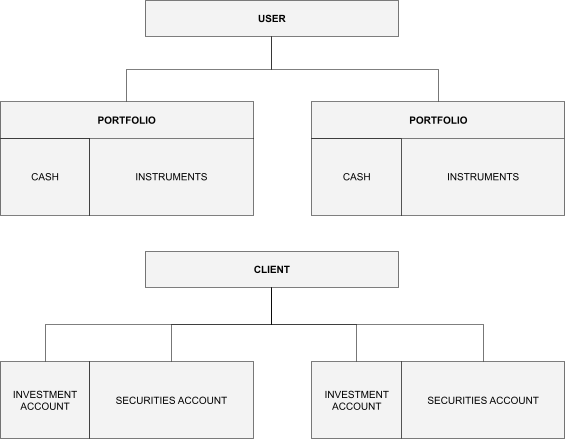 USER
PORTFOLIO
PORTFOLIO
CASH
INSTRUMENTS
CASH
INSTRUMENTS
CLIENT
INVESTMENT
ACCOUNT
SECURITIES ACCOUNT
INVESTMENT
ACCOUNT
SECURITIES ACCOUNT